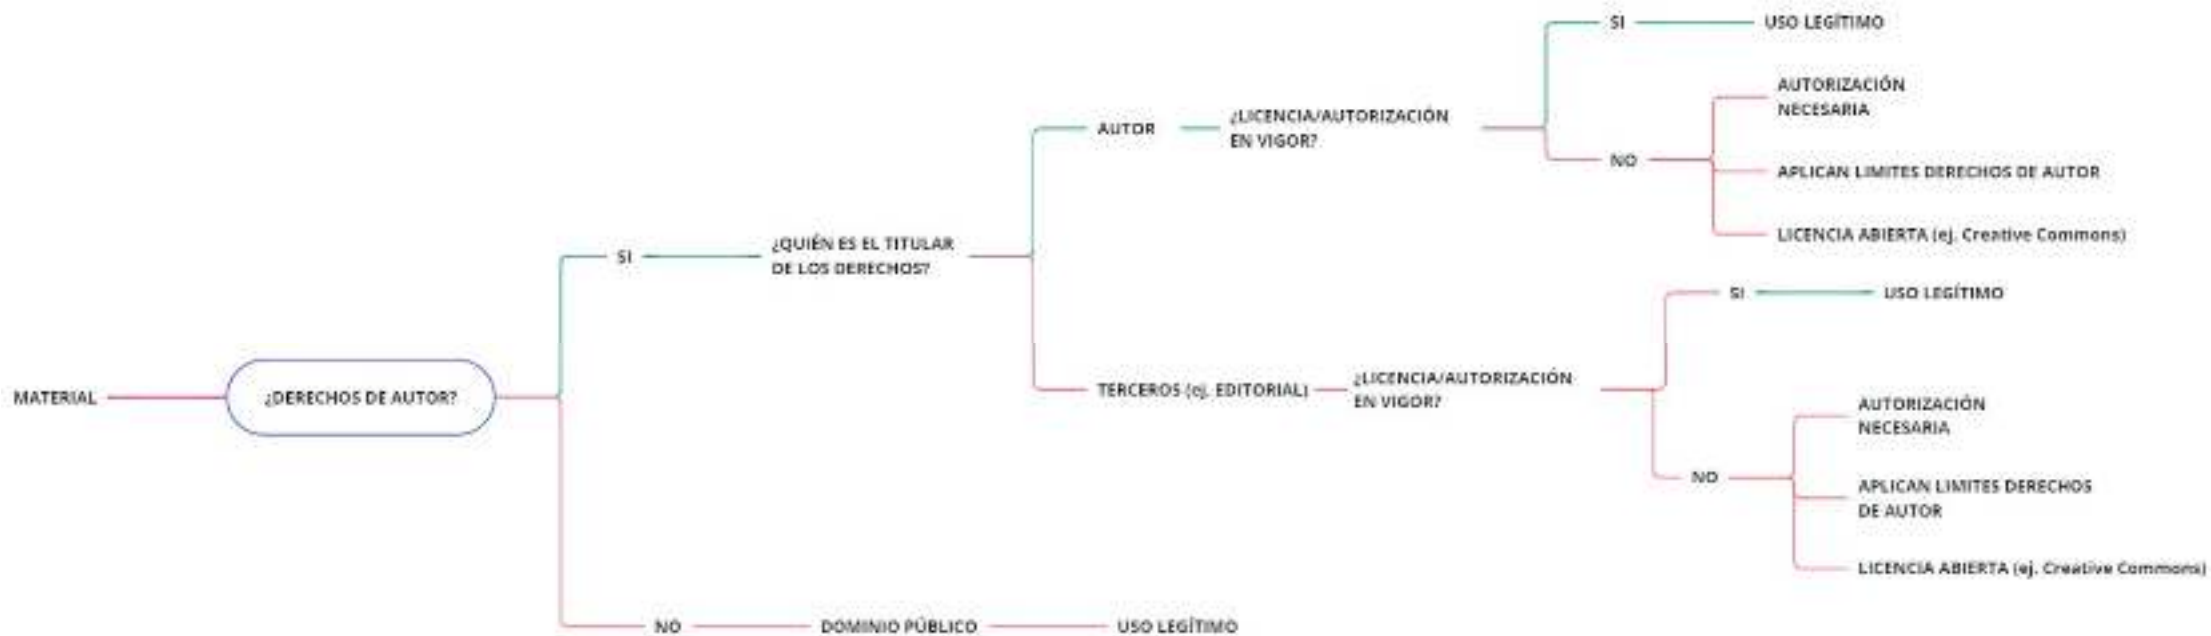 MATERIAL
¿DERECHOS DE AUTOR?
SI
¿QUIÉN ES EL TITULAR
DE LOS DERECHOS?
AUTOR
¿LICENCIA/AUTORIZACIÓN
EN VIGOR?
SI
USO LEGÍTIMO
NO
AUTORIZACIÓN
NECESARIA
APLICAN LIMITES DERECHOS DE AUTOR
LICENCIA ABIERTA (ej. Creative Commons)
TERCEROS (ej. EDITORIAL)
¿LICENCIA/AUTORIZACIÓN
EN VIGOR?
SI
USO LEGÍTIMO
NO
AUTORIZACIÓN
NECESARIA
APLICAN LIMITES DERECHOS
DE AUTOR
LICENCIA ABIERTA (ej. Creative Commons)
NO
DOMINIO PÚBLICO
USO LEGÍTIMO